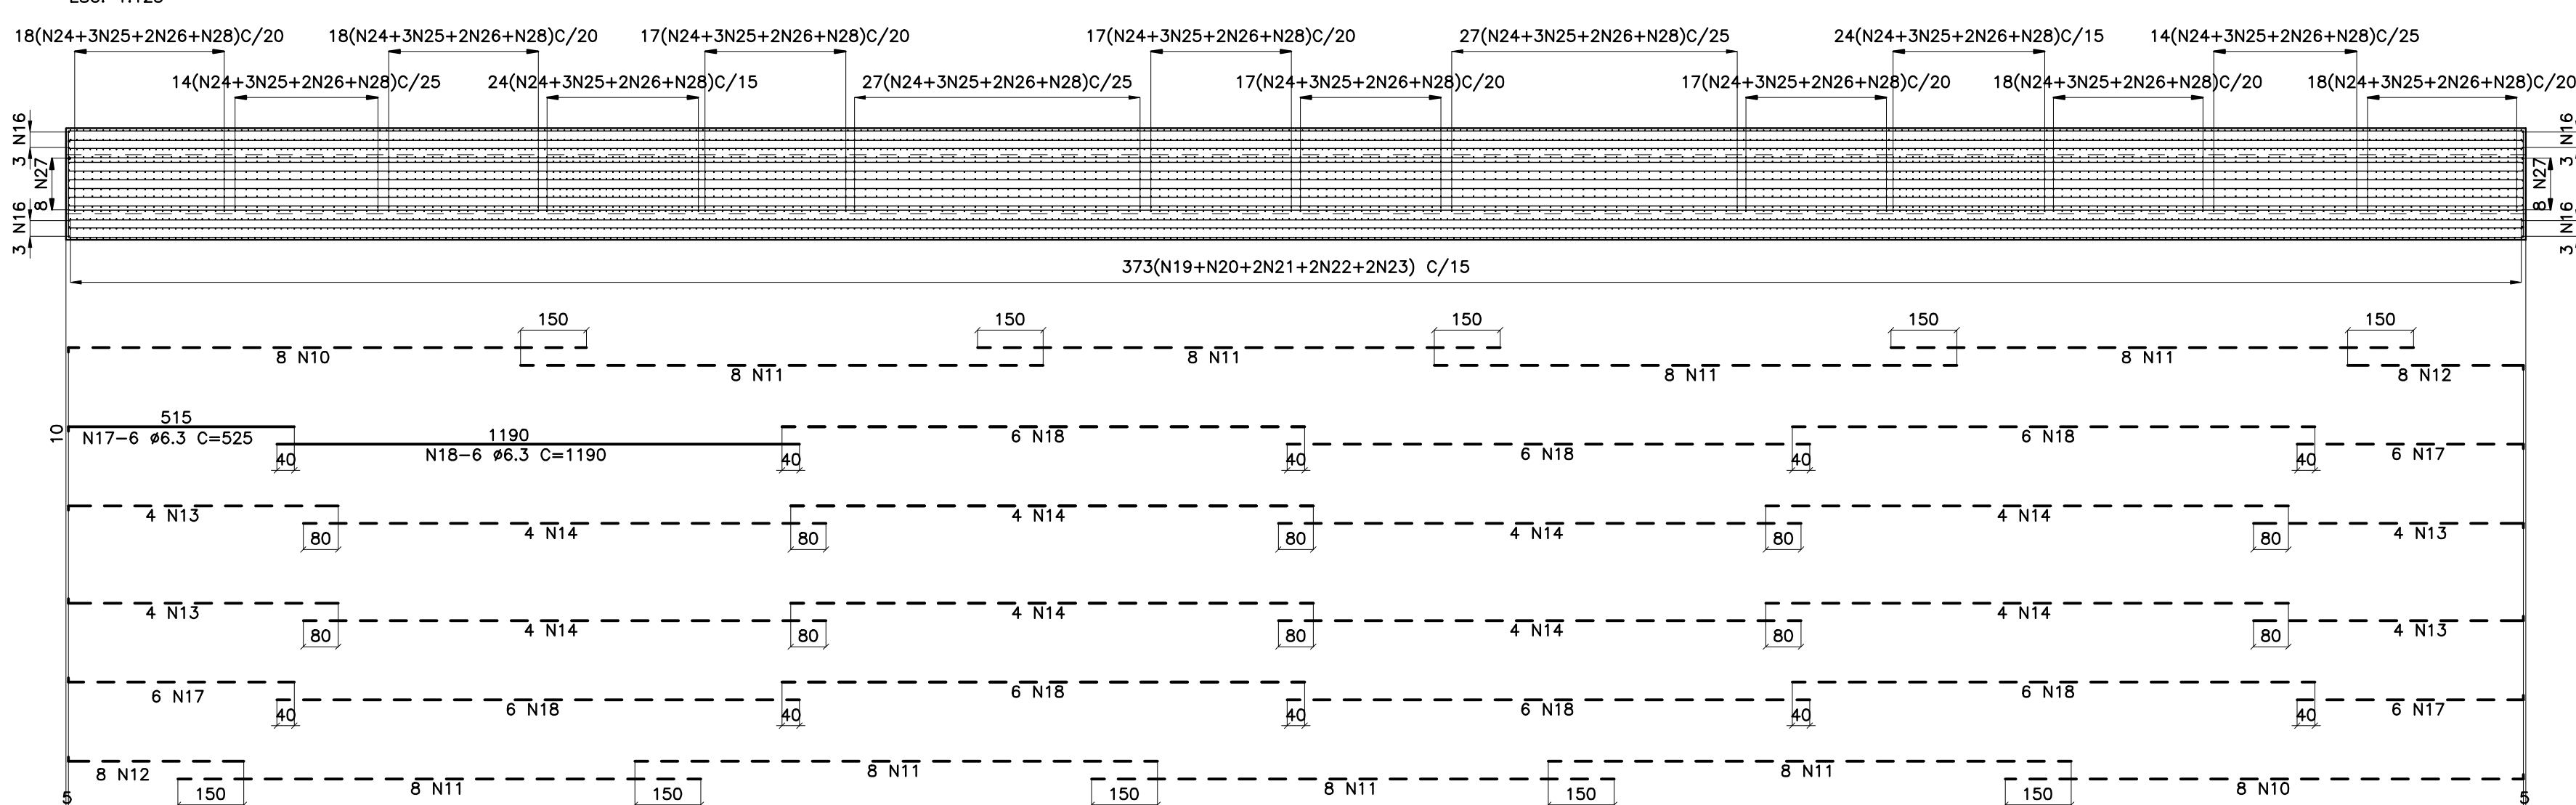 18(N24+3N25+2N26+N28)C/20 18(N24+3N25+2N26+N28)C/20 17(N24+3N25+2N26+N28)C/20 17(N24+3N25+2N26+N28)C/20 27(N24+3N25+2N26+N28)C/25 24(N24+3N25+2N26+N28)C/15 14(N24+3N25+2N26+N28)C/25
14(N24+3N25+2N26+N28)C/25 24(N24+3N25+2N26+N28)C/15 27(N24+3N25+2N26+N28)C/25 17(N24+3N25+2N26+N28)C/20 17(N24+3N25+2N26+N28)C/20 18(N24+3N25+2N26+N28)C/20 18(N24+3N25+2N26+N28)C/20
3 N16
8 N27
3 N16
3 N16
8 N27
3 N16
373(N19+N20+2N21+2N22+2N23) C/15
150 150 150 150 150
8 N10 8 N11 8 N11
8 N11 8 N11 8 N12
515
10
N17-6 ø6.3 C=525 1190 6 N18 6 N18
40 N18-6 ø6.3 C=1190 40 40 6 N18 40 40 6 N17
4 N13 4 N14 4 N14
80 4 N14 80 80 4 N14 80 80 4 N13
4 N13 4 N14 4 N14
80 4 N14 80 80 4 N14 80 80 4 N13
6 N17 6 N18 6 N18
40 6 N18 40 40 6 N18 40 40 6 N17
8 N12 8 N11 8 N11
5 150 8 N11 150 150 8 N11 150 150 8 N10 5